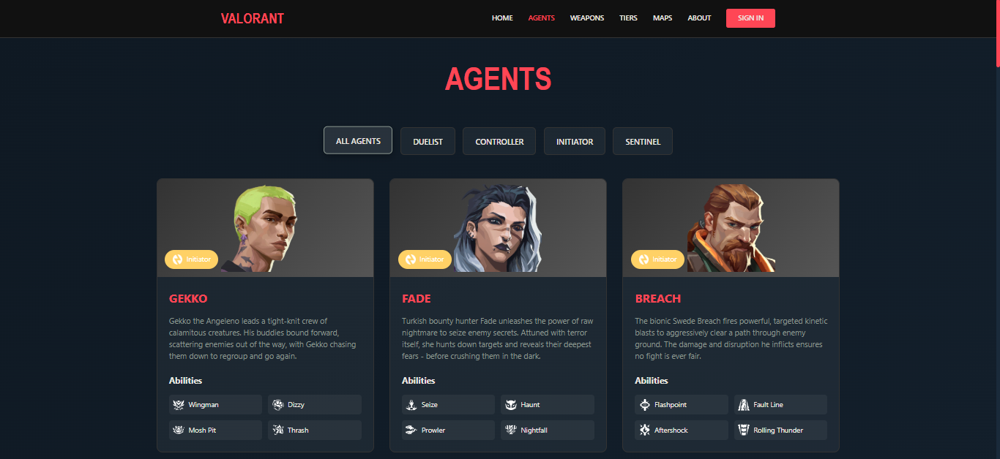 VALORANT
HOME AGENTS WEAPONS TIERS MAPS ABOUT SIGN IN
AGENTS
ALL AGENTS DUELIST CONTROLLER INITIATOR SENTINEL
Initiator
GEKKO
Gekko the Angeleno leads a tight-knit crew of
calamitous creatures. His buddies bound forward,
scattering enemies out of the way, with Gekko chasing
them down to regroup and go again.
Abilities
Wingman Dizzy
Mosh Pit Thrash
Initiator
FADE
Turkish bounty hunter Fade unleashes the power of raw
nightmare to seize enemy secrets. Attuned with terror
itself, she hunts down targets and reveals their deepest
fears - before crushing them in the dark.
Abilities
Seize Haunt
Prowler Nightfall
Initiator
BREACH
The bionic Swede Breach fires powerful, targeted kinetic
blasts to aggressively clear a path through enemy
ground. The damage and disruption he inflicts ensures
no fight is ever fair.
Abilities
Flashpoint Fault Line
Aftershock Rolling Thunder